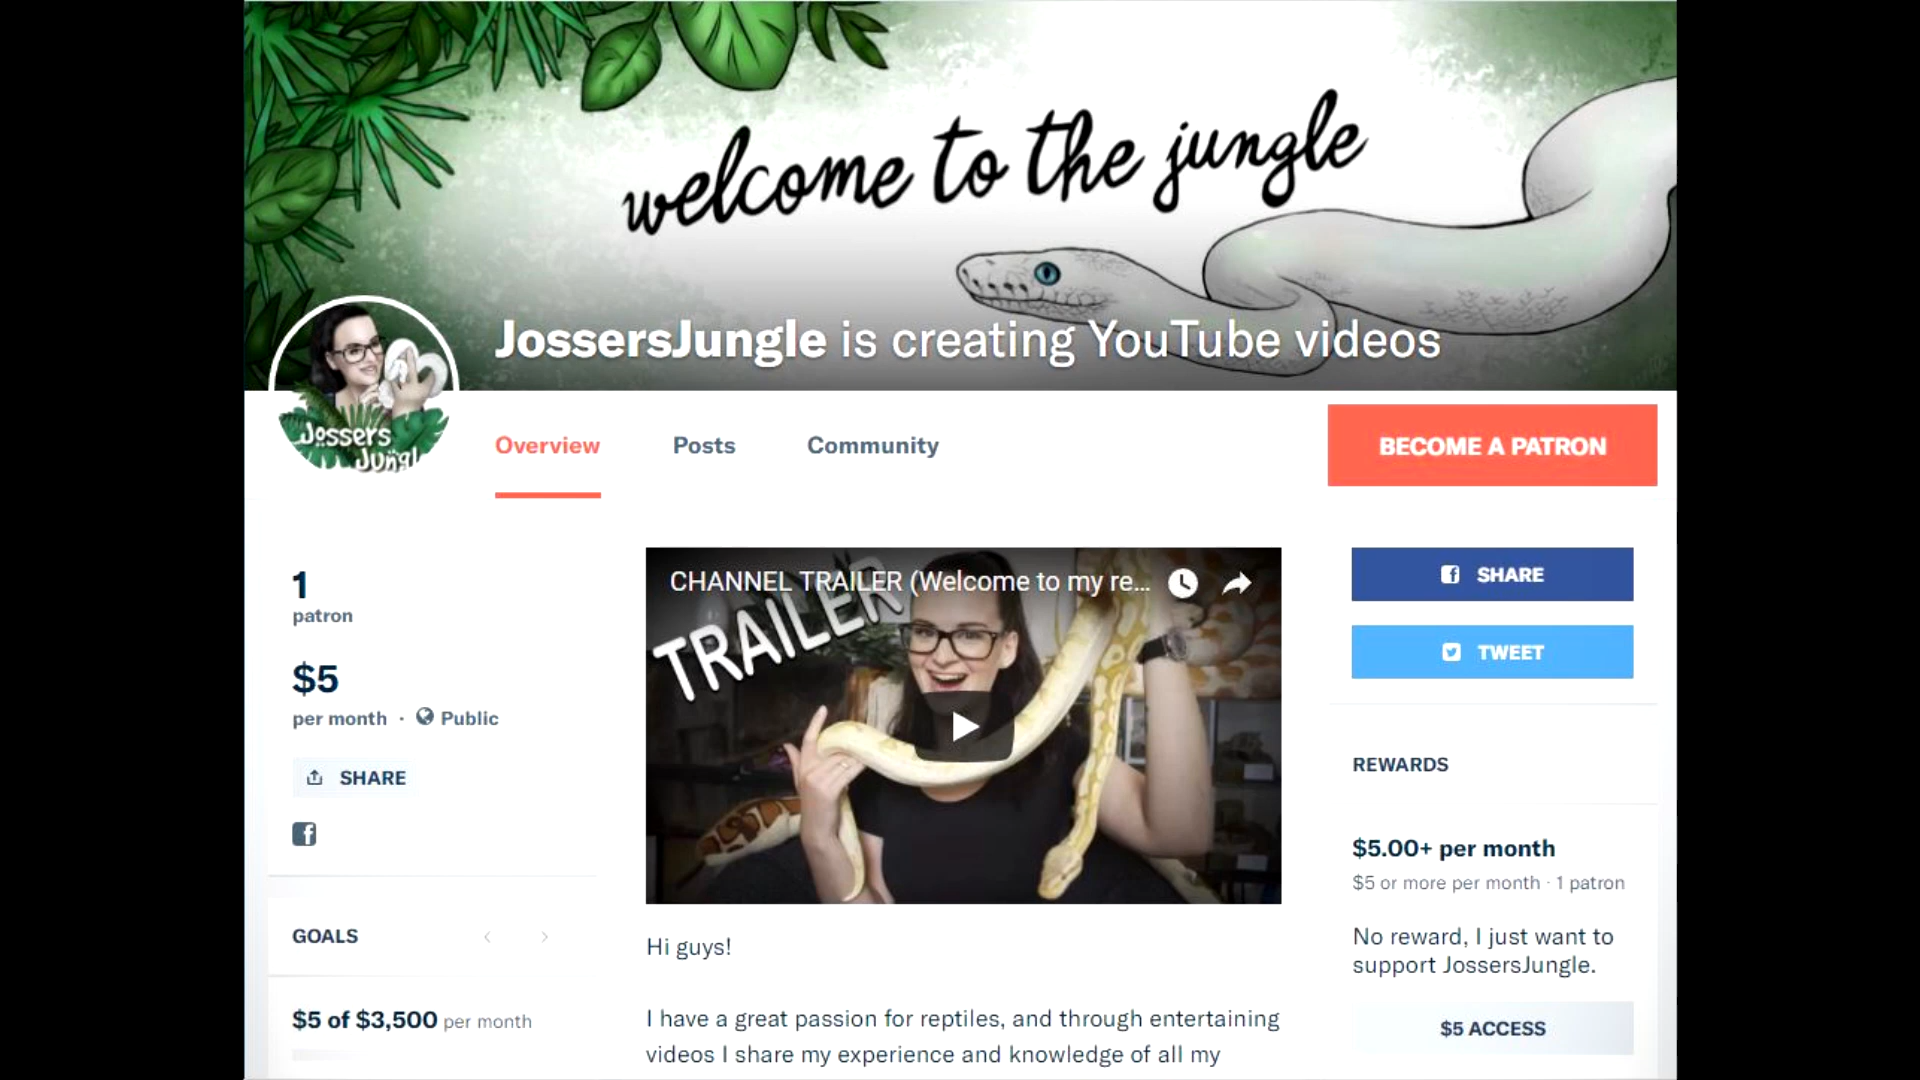 welcome to the jungle
JossersJungle is creating YouTube videos
Jossers
Jungl
Overview
Posts
Community
BECOME A PATRON
1
patron
$5
per month · Public
SHARE
GOALS
$5 of $3,500 per month
CHANNEL TRAILER (Welcome to my re...
TRAILER
Hi guys!
I have a great passion for reptiles, and through entertaining
videos I share my experience and knowledge of all my
SHARE
TWEET
REWARDS
$5.00+ per month
$5 or more per month · 1 patron
No reward, I just want to
support JossersJungle.
$5 ACCESS